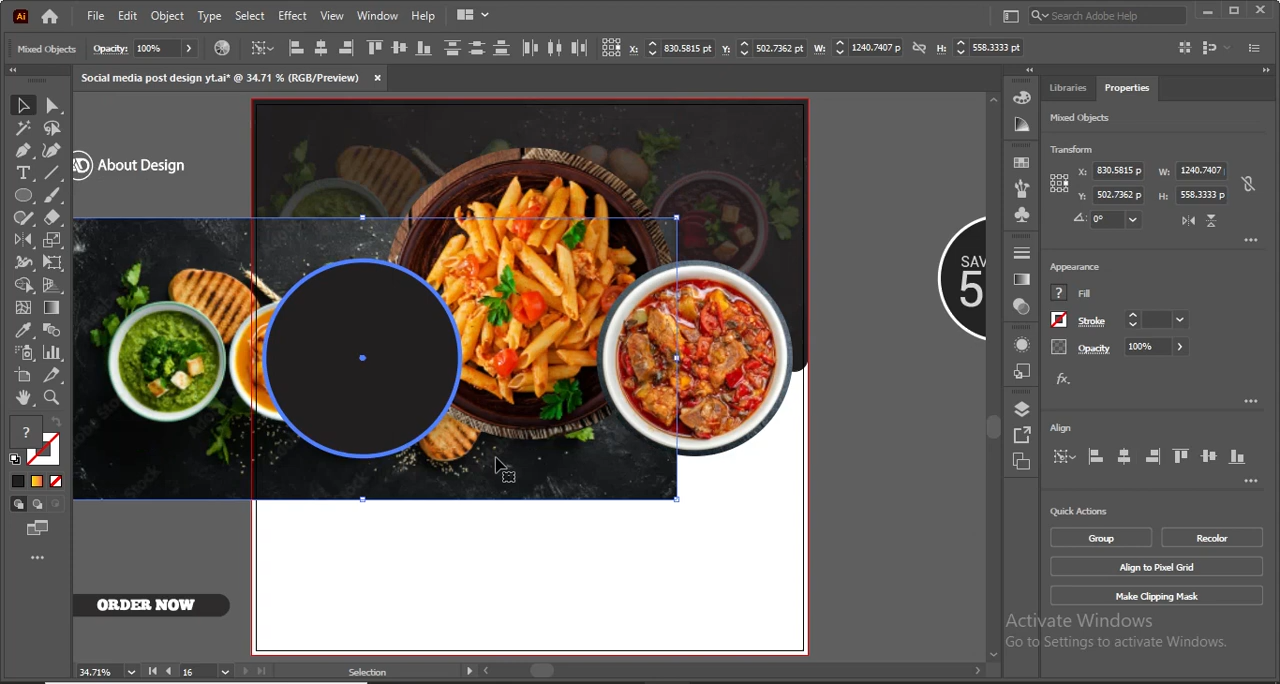 Ai File Edit Object Type Select Effect View Window Help Search Adobe Help
Mixed Objects Opacity: 100% X: 830.5815 pt Y: 502.7362 pt W: 1240.7407 p H: 558.3333 pt
Social media post design yt.ai* @ 34.71 % (RGB/Preview) ×
Libraries Properties
Mixed Objects
Transform
X: 830.5815 p W: 1240.7407
Y: 502.7362 p H: 558.3333 p
0°
Appearance
? Fill
Stroke
Opacity 100%
fx.
Align
Quick Actions
Group Recolor
Align to Pixel Grid
Make Clipping Mask
Activate Windows
Go to Settings to activate Windows.
AD About Design
SAV
5
?
ORDER NOW
34.71% 16 Selection